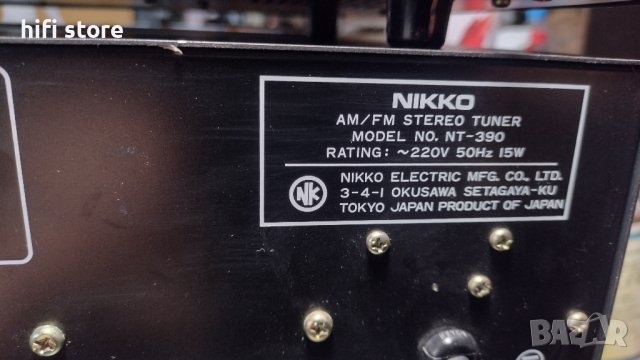 hifi store
NIKKO
AM/FM STEREO TUNER
MODEL NO. NT-390
RATING: ~220V 50Hz 15W
NIKKO ELECTRIC MFG. CO., LTD.
NK
3-4-1 OKUSAWA SETAGAYA-KU
TOKYO JAPAN PRODUCT OF JAPAN
BAZAR